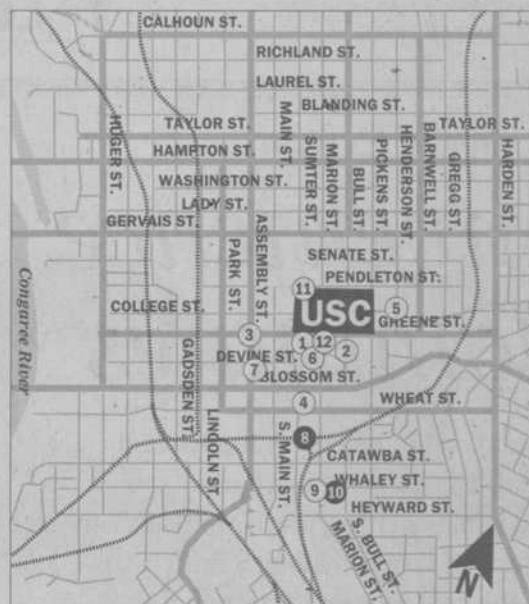 CALHOUN ST.
RICHLAND ST.
LAUREL ST.
BLANDING ST.
TAYLOR ST.
TAYLOR ST.
HAMPTON ST.
WASHINGTON ST.
LADY ST.
GERVAIS ST.
HUGER ST.
MAIN ST.
SUMTER ST.
MARION ST.
BULL ST.
PICKENS ST.
HENDERSON ST.
BARNWELL ST.
GREGG ST.
HARDEN ST.
PARK ST.
ASSEMBLY ST.
SENATE ST.
PENDLETON ST.
11
USC
5
COLLEGE ST.
GREENE ST.
Congaree River
3
1
12
2
DEVINE ST.
6
7
BLOSSOM ST.
GADSDEN ST.
LINCOLN ST
4
WHEAT ST.
S. MAIN ST.
8
CATAWBA ST.
WHALEY ST.
9
10
HEYWARD ST.
S. BULL ST.
MARION ST.
N